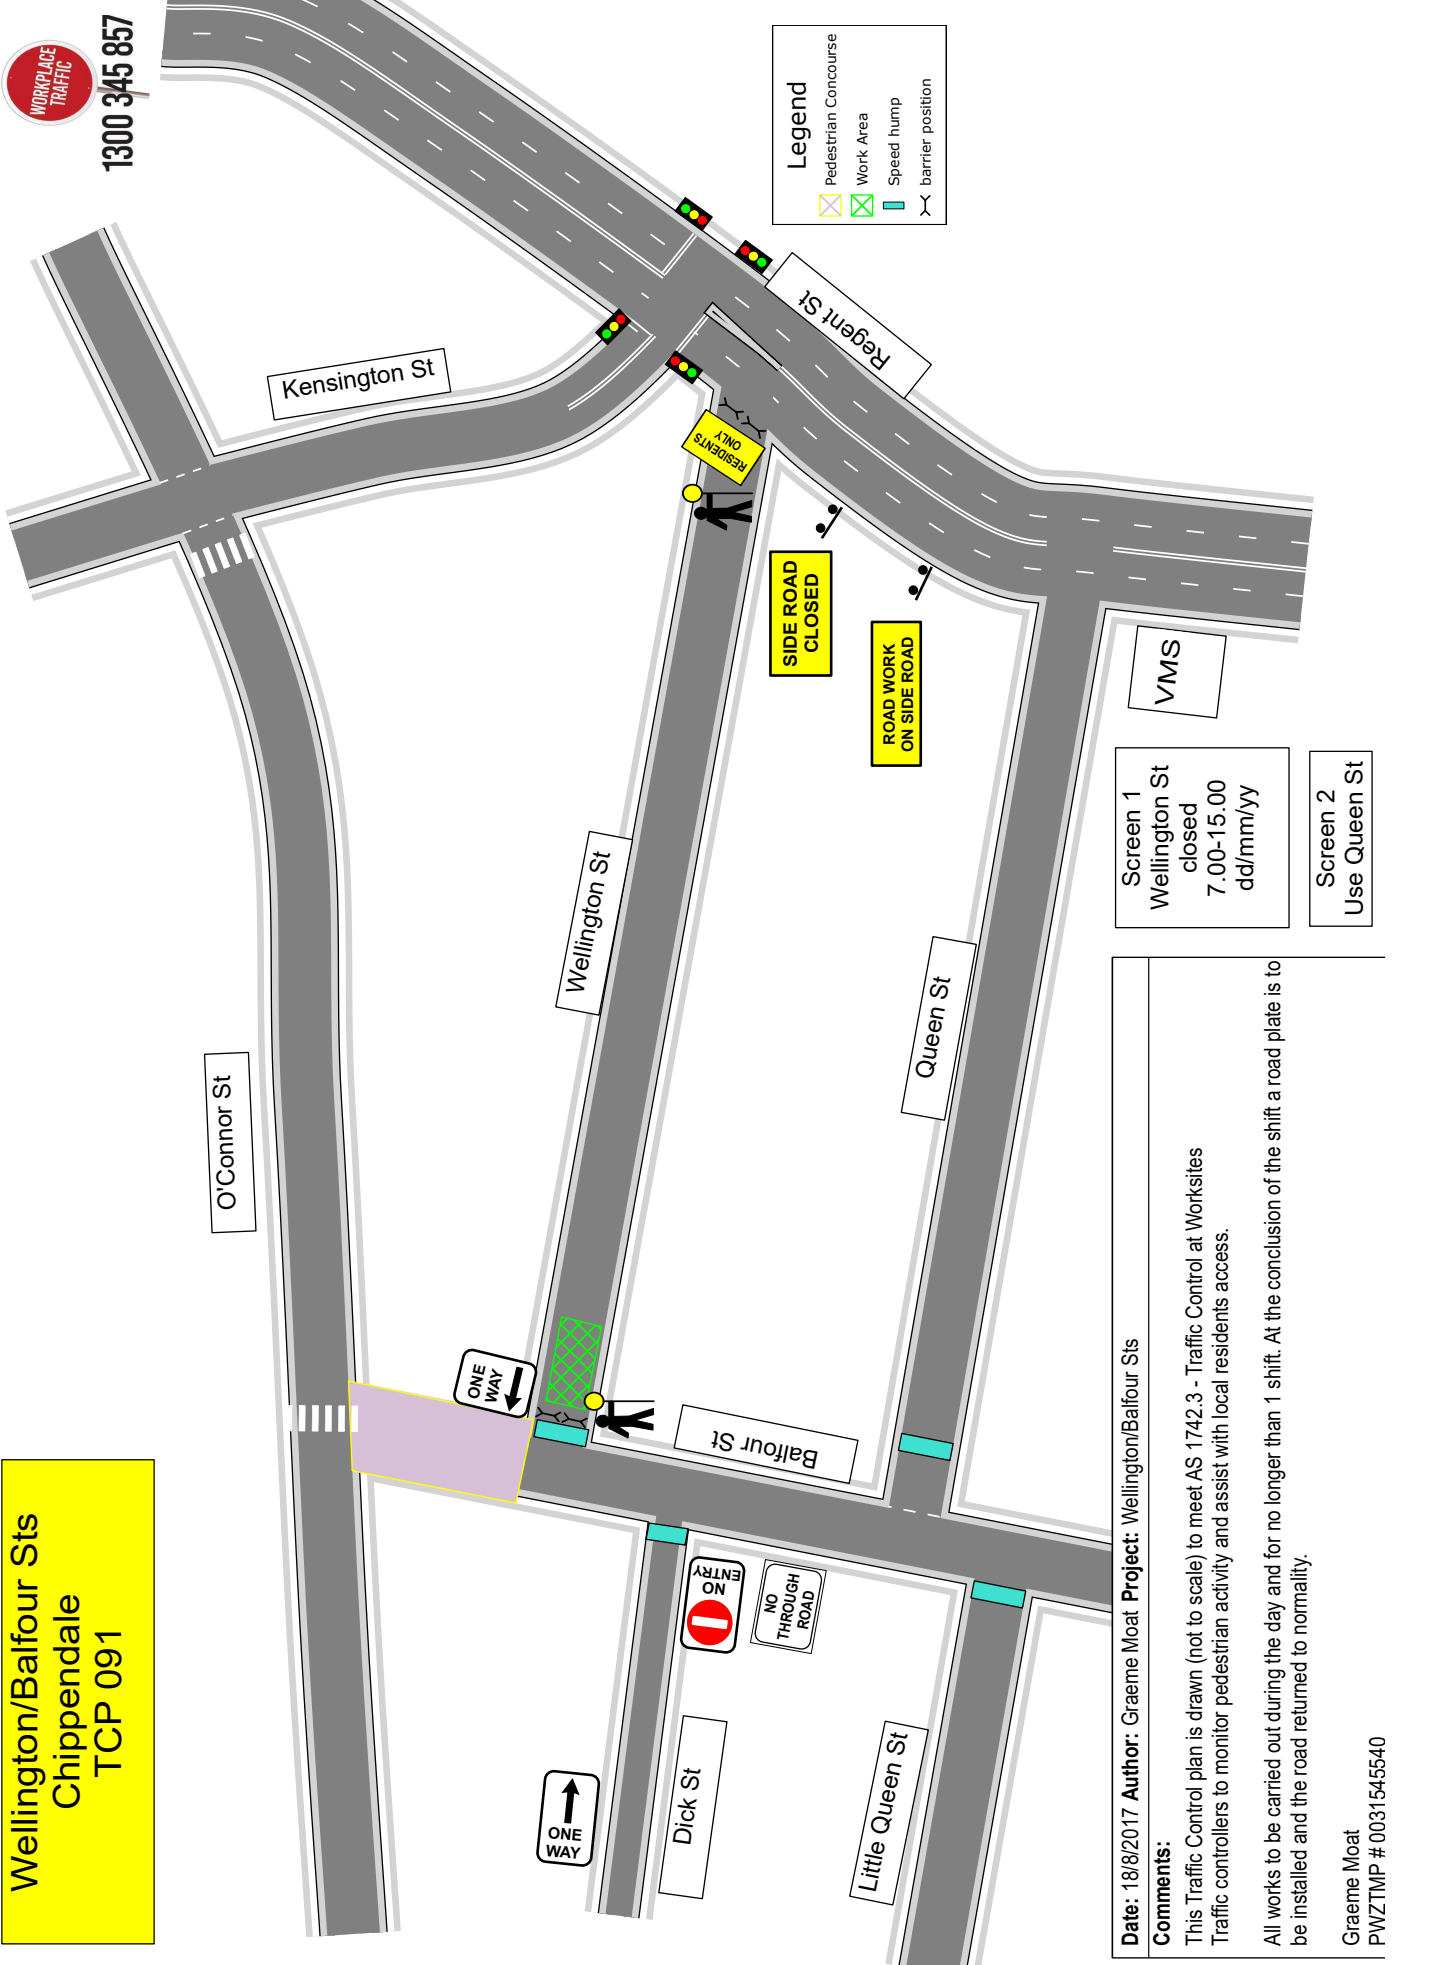 Wellington/Balfour Sts
Chippendale
TCP 091
WORKPLACE
TRAFFIC
1300 345 857
O'Connor St
Kensington St
Legend
Pedestrian Concourse
Work Area
Speed hump
barrier position
Regent St
RESIDENTS
ONLY
Wellington St
SIDE ROAD
CLOSED
ROAD WORK
ON SIDE ROAD
Queen St
ONE
WAY
Balfour St
NO
ENTRY
NO
THROUGH
ROAD
ONE
WAY
Dick St
Little Queen St
VMS
Screen 1
Wellington St
closed
7.00-15.00
dd/mm/yy
Screen 2
Use Queen St
Date: 18/8/2017 Author: Graeme Moat Project: Wellington/Balfour Sts
Comments:
This Traffic Control plan is drawn (not to scale) to meet AS 1742.3 - Traffic Control at Worksites
Traffic controllers to monitor pedestrian activity and assist with local residents access.
All works to be carried out during the day and for no longer than 1 shift. At the conclusion of the shift a road plate is to
be installed and the road returned to normality.
Graeme Moat
PWZTMP # 0031545540